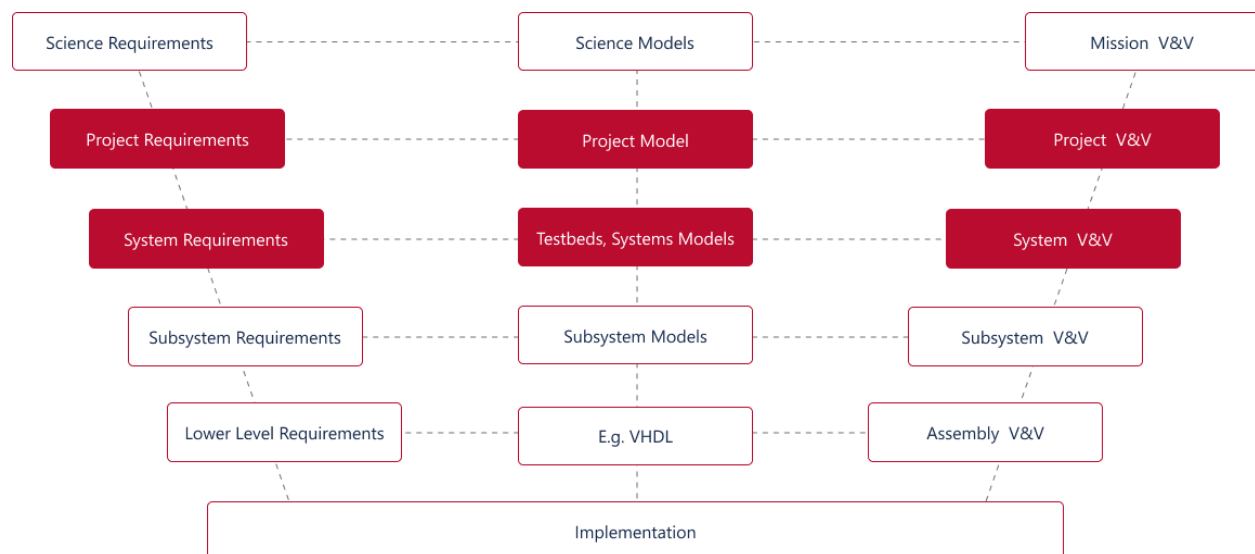 Science Requirements
Science Models
Mission V&V
Project Requirements
Project Model
Project V&V
System Requirements
Testbeds, Systems Models
System V&V
Subsystem Requirements
Subsystem Models
Subsystem V&V
Lower Level Requirements
E.g. VHDL
Assembly V&V
Implementation